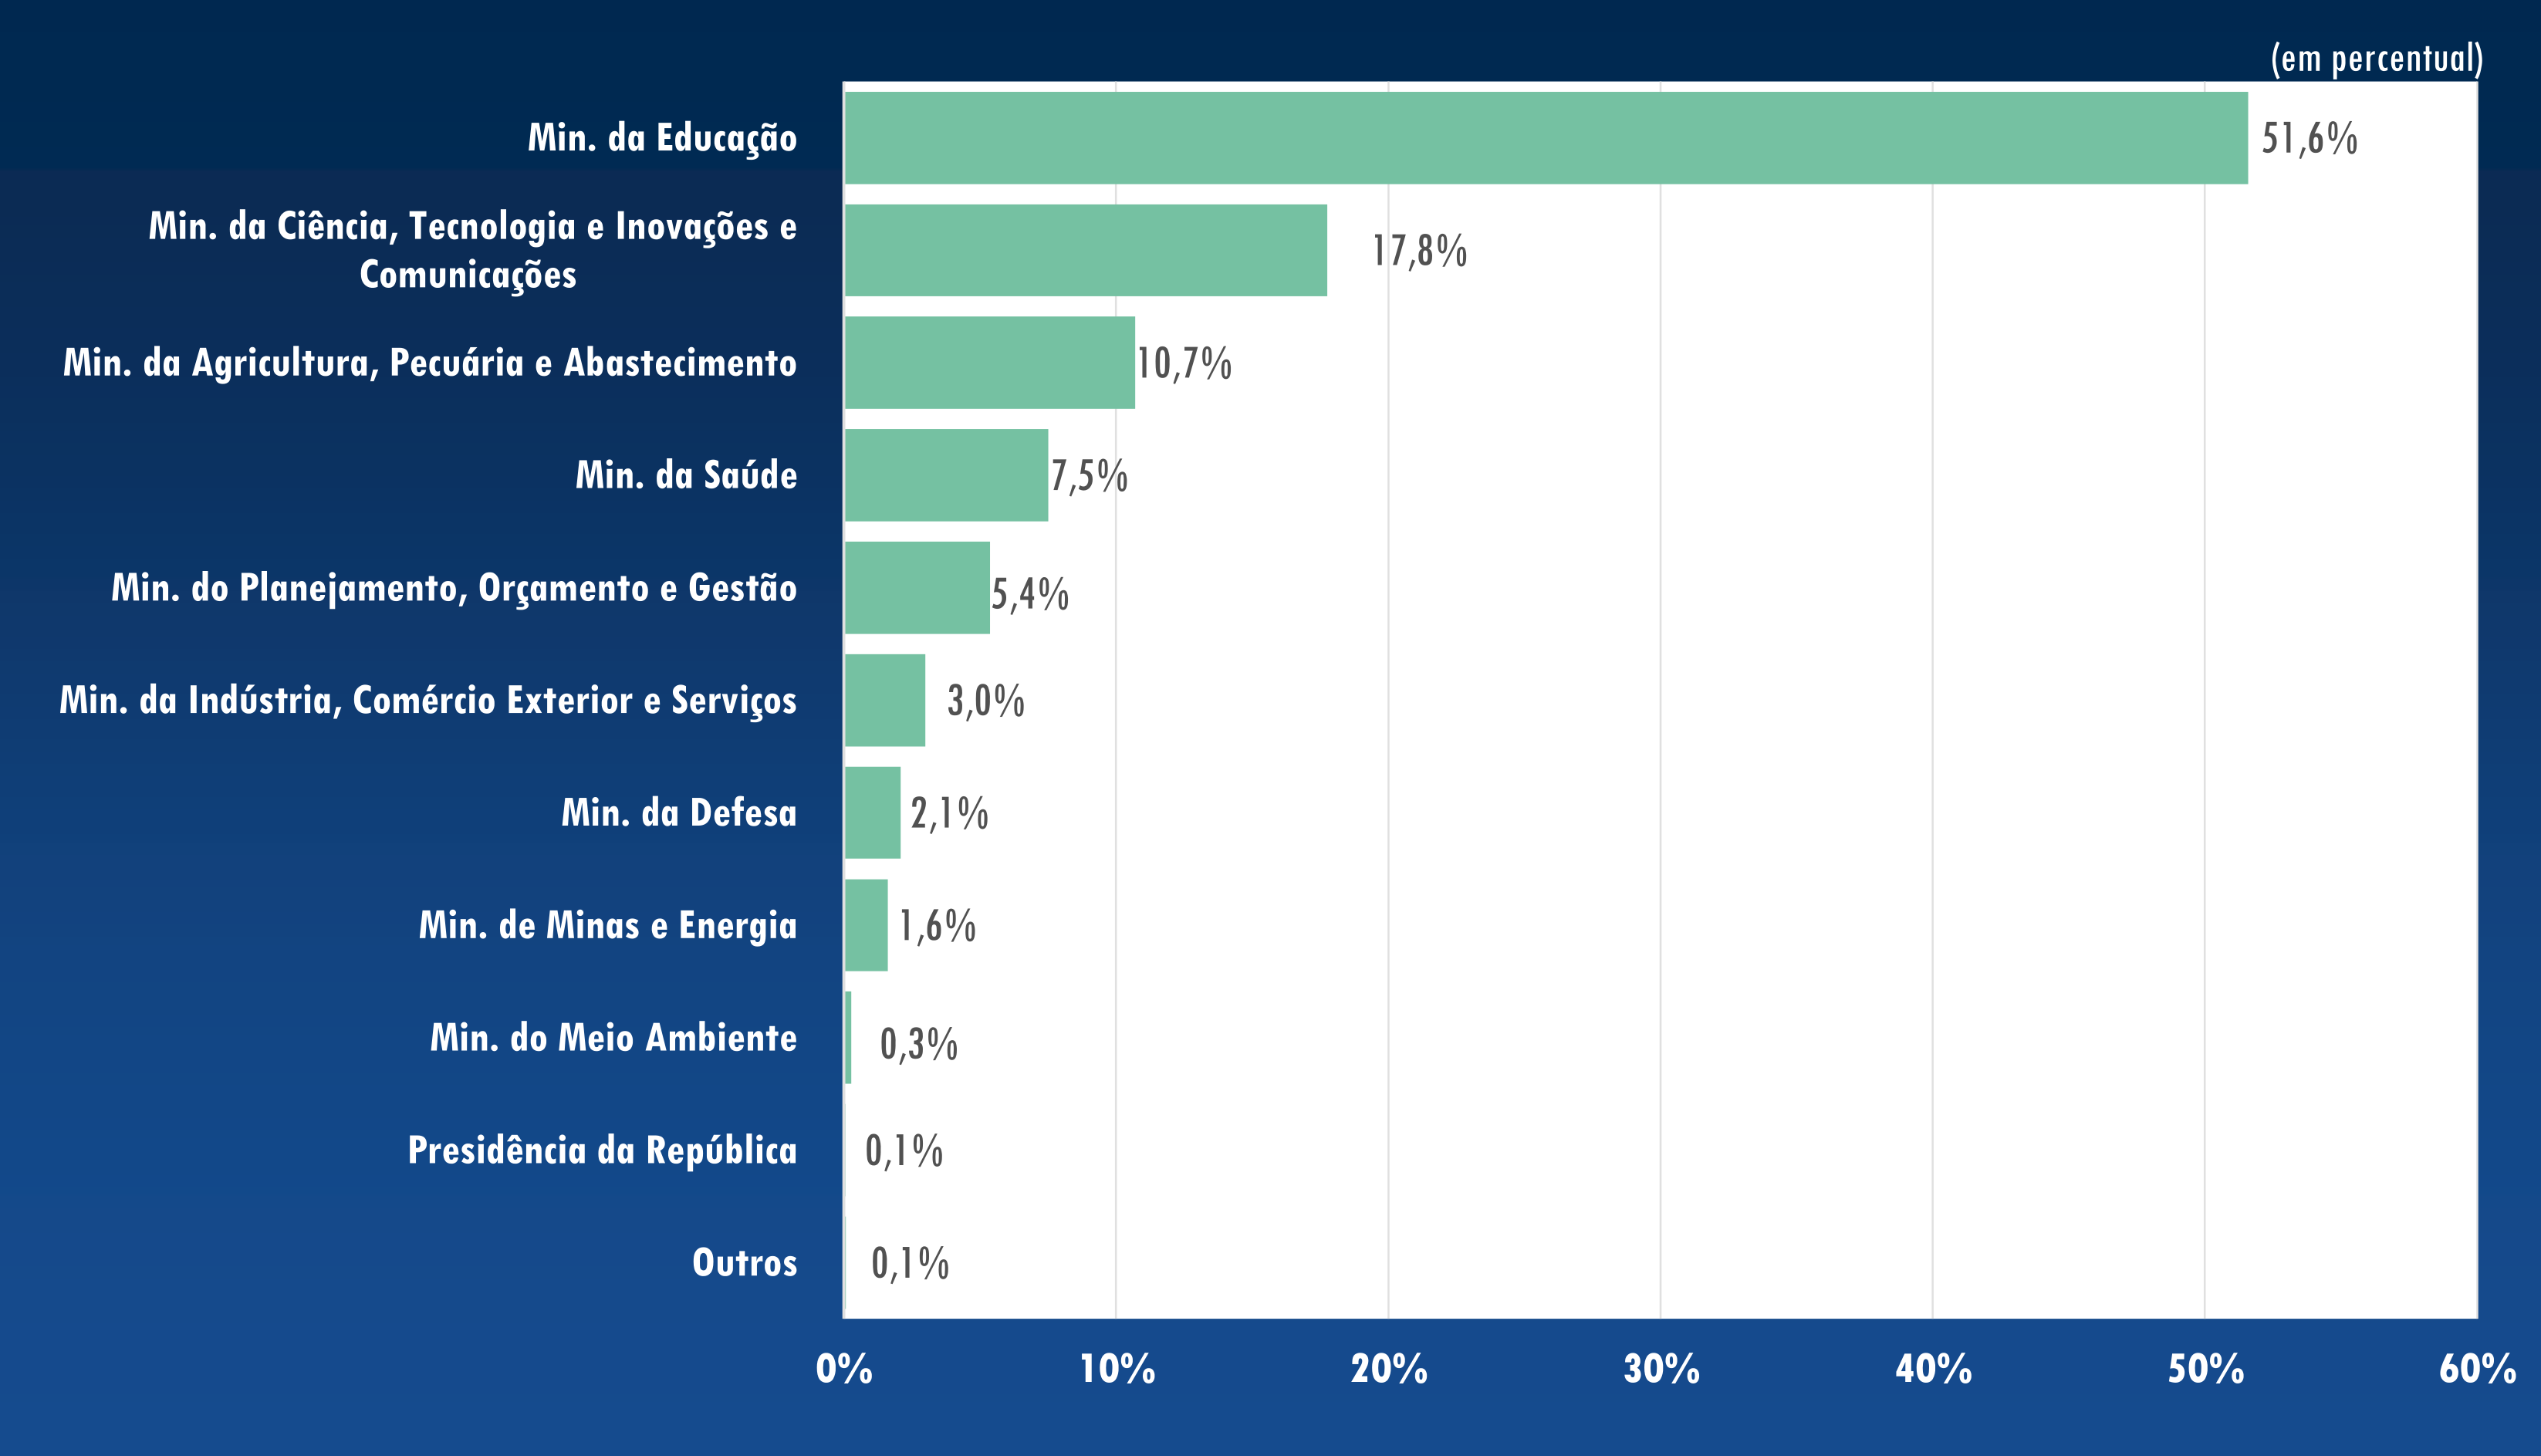 (em percentual)
Min. da Educação 51,6%
Min. da Ciência, Tecnologia e Inovações e
Comunicações 17,8%
Min. da Agricultura, Pecuária e Abastecimento 10,7%
Min. da Saúde 7,5%
Min. do Planejamento, Orçamento e Gestão 5,4%
Min. da Indústria, Comércio Exterior e Serviços 3,0%
Min. da Defesa 2,1%
Min. de Minas e Energia 1,6%
Min. do Meio Ambiente 0,3%
Presidência da República 0,1%
Outros 0,1%
0% 10% 20% 30% 40% 50% 60%